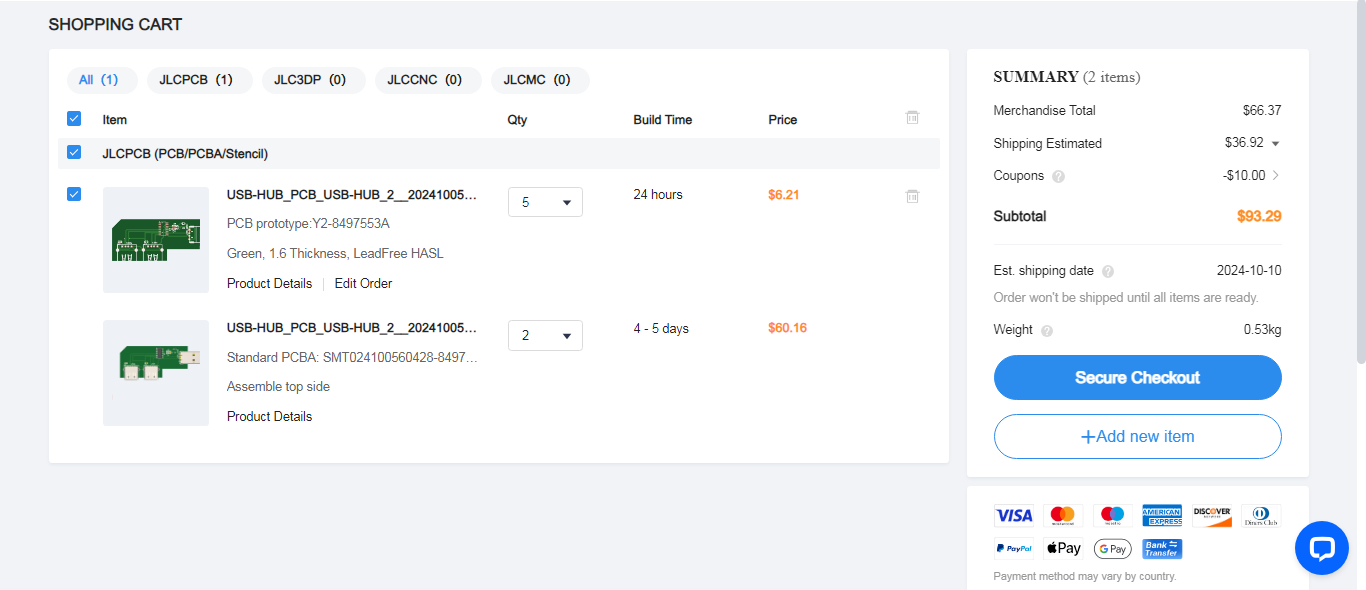 SHOPPING CART
All (1) JLCPCB (1) JLC3DP (0) JLCCNC (0) JLCMC (0)
Item Qty Build Time Price
JLCPCB (PCB/PCBA/Stencil)
USB-HUB_PCB_USB-HUB_2__20241005... 5 24 hours $6.21
PCB prototype:Y2-8497553A
Green, 1.6 Thickness, LeadFree HASL
Product Details Edit Order
USB-HUB_PCB_USB-HUB_2__20241005... 2 4 - 5 days $60.16
Standard PCBA: SMT024100560428-8497...
Assemble top side
Product Details
SUMMARY (2 items)
Merchandise Total $66.37
Shipping Estimated $36.92
Coupons ? -$10.00
Subtotal $93.29
Est. shipping date ? 2024-10-10
Order won't be shipped until all items are ready.
Weight ? 0.53kg
Secure Checkout
+Add new item
VISA AMERICAN EXPRESS DISCOVER Diners Club
PayPal Pay G Pay Bank Transfer
Payment method may vary by country.